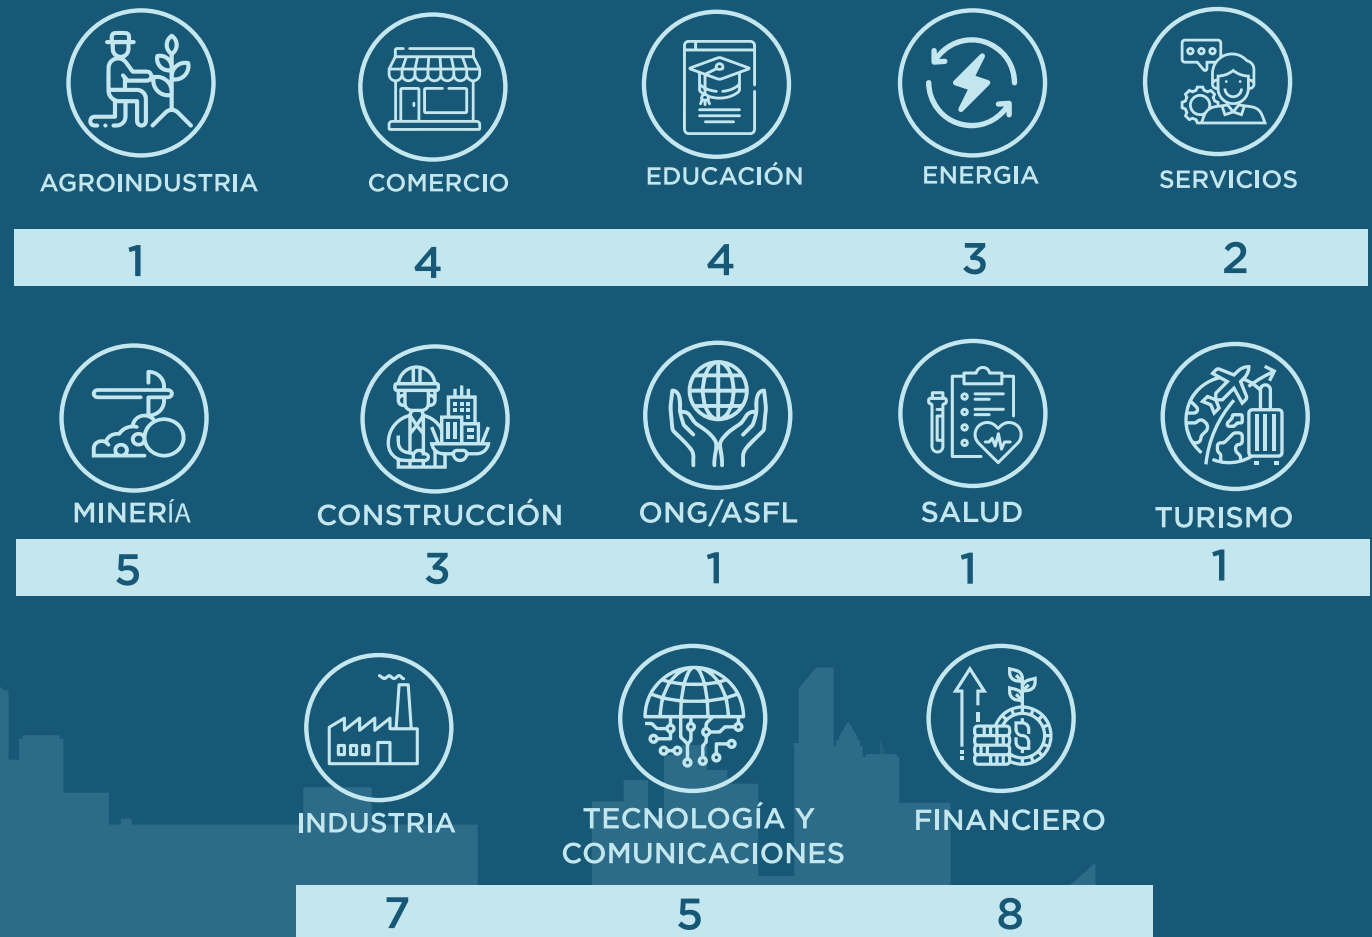 AGROINDUSTRIA COMERCIO EDUCACIÓN ENERGIA SERVICIOS
1 4 4 3 2
MINERÍA CONSTRUCCIÓN ONG/ASFL SALUD TURISMO
5 3 1 1 1
INDUSTRIA TECNOLOGÍA Y FINANCIERO
COMUNICACIONES
7 5 8